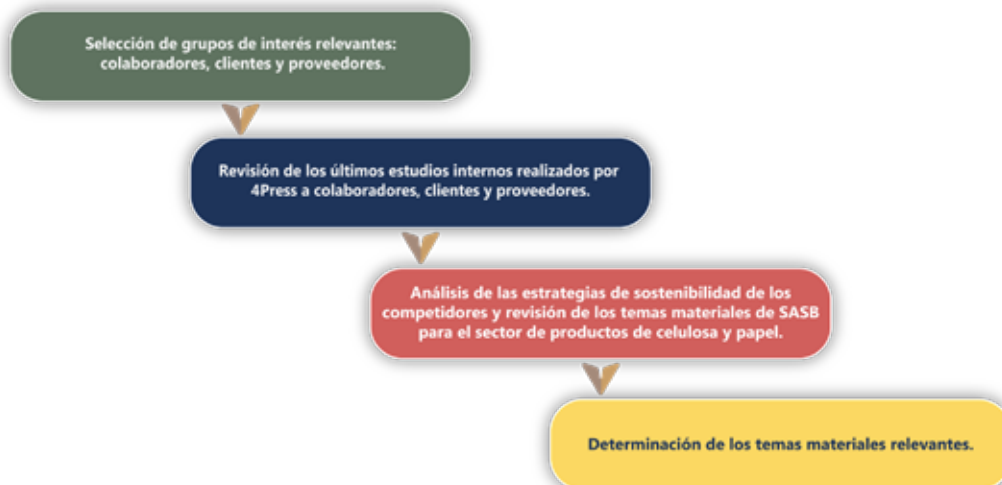 Selección de grupos de interés relevantes:
colaboradores, clientes y proveedores.
Revisión de los últimos estudios internos realizados por
4Press a colaboradores, clientes y proveedores.
Análisis de las estrategias de sostenibilidad de los
competidores y revisión de los temas materiales de SASB
para el sector de productos de celulosa y papel.
Determinación de los temas materiales relevantes.